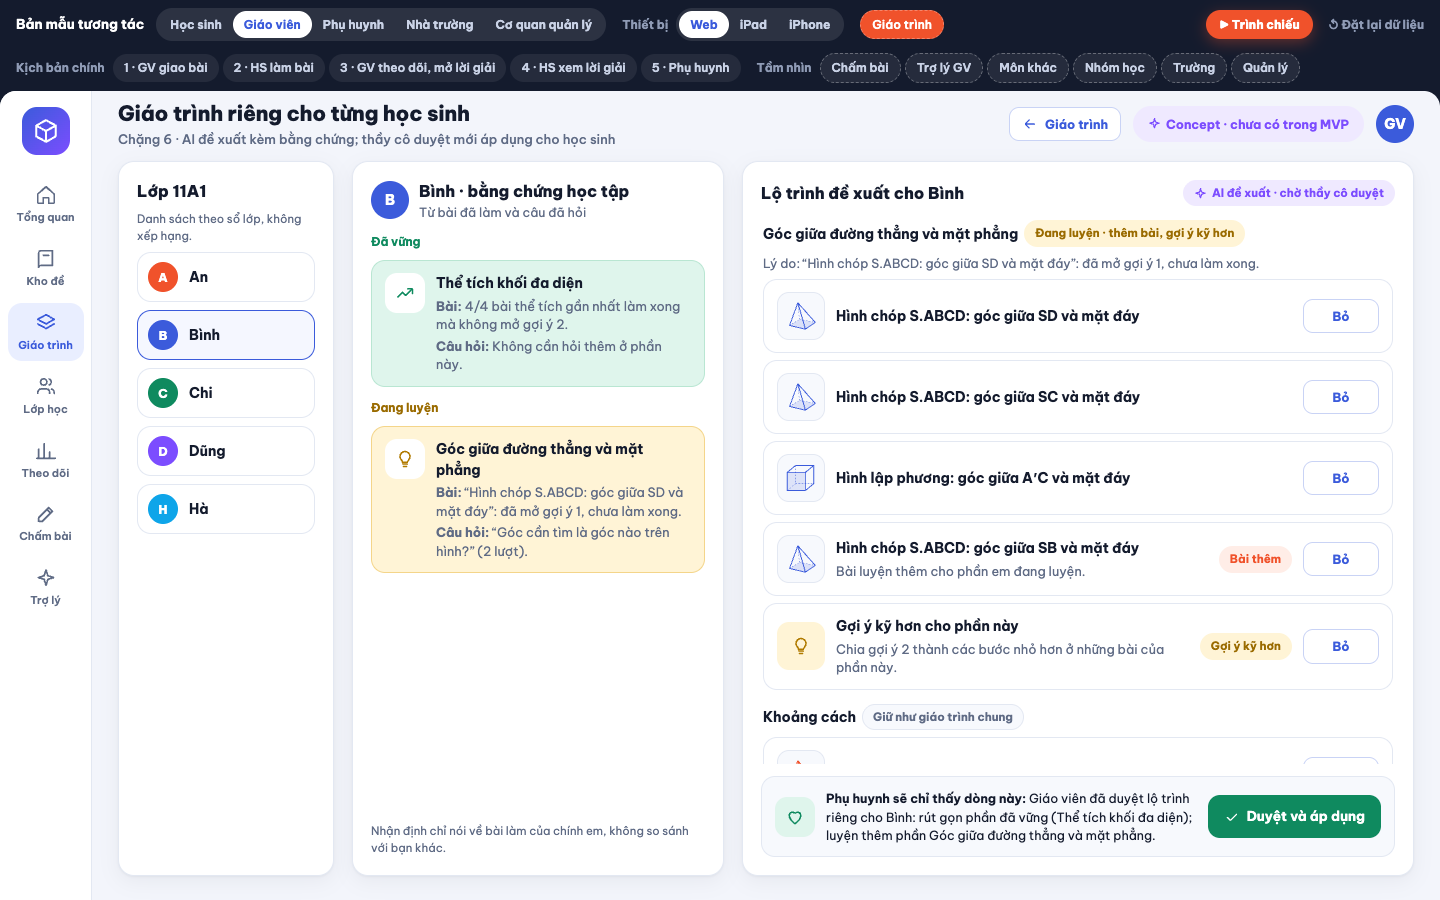 Bản mẫu tương tác
Học sinh
Giáo viên
Phụ huynh
Nhà trường
Cơ quan quản lý
Thiết bị
Web
iPad
iPhone
Giáo trình
Trình chiếu
Đặt lại dữ liệu
Kịch bản chính
1 · GV giao bài
2 · HS làm bài
3 · GV theo dõi, mở lời giải
4 · HS xem lời giải
5 · Phụ huynh
Tầm nhìn
Chấm bài
Trợ lý GV
Môn khác
Nhóm học
Trường
Quản lý
Tổng quan
Kho đề
Giáo trình
Lớp học
Theo dõi
Chấm bài
Trợ lý
Giáo trình riêng cho từng học sinh
Chặng 6 · AI đề xuất kèm bằng chứng; thầy cô duyệt mới áp dụng cho học sinh
← Giáo trình
Concept · chưa có trong MVP
GV
Lớp 11A1
Danh sách theo sổ lớp, không
xếp hạng.
A An
B Bình
C Chi
D Dũng
H Hà
B
Bình · bằng chứng học tập
Từ bài đã làm và câu đã hỏi
Đã vững
Thể tích khối đa diện
Bài: 4/4 bài thể tích gần nhất làm xong
mà không mở gợi ý 2.
Câu hỏi: Không cần hỏi thêm ở phần
này.
Đang luyện
Góc giữa đường thẳng và mặt
phẳng
Bài: “Hình chóp S.ABCD: góc giữa SD và
mặt đáy”: đã mở gợi ý 1, chưa làm xong.
Câu hỏi: “Góc cần tìm là góc nào trên
hình?” (2 lượt).
Nhận định chỉ nói về bài làm của chính em, không so sánh
với bạn khác.
Lộ trình đề xuất cho Bình
AI đề xuất · chờ thầy cô duyệt
Góc giữa đường thẳng và mặt phẳng
Đang luyện · thêm bài, gợi ý kỹ hơn
Lý do: “Hình chóp S.ABCD: góc giữa SD và mặt đáy”: đã mở gợi ý 1, chưa làm xong.
Hình chóp S.ABCD: góc giữa SD và mặt đáy
Bỏ
Hình chóp S.ABCD: góc giữa SC và mặt đáy
Bỏ
Hình lập phương: góc giữa A’C và mặt đáy
Bỏ
Hình chóp S.ABCD: góc giữa SB và mặt đáy
Bài luyện thêm cho phần em đang luyện.
Bài thêm
Bỏ
Gợi ý kỹ hơn cho phần này
Chia gợi ý 2 thành các bước nhỏ hơn ở những bài của
phần này.
Gợi ý kỹ hơn
Bỏ
Khoảng cách
Giữ như giáo trình chung
Phụ huynh sẽ chỉ thấy dòng này: Giáo viên đã duyệt lộ trình
riêng cho Bình: rút gọn phần đã vững (Thể tích khối đa diện);
luyện thêm phần Góc giữa đường thẳng và mặt phẳng.
Duyệt và áp dụng